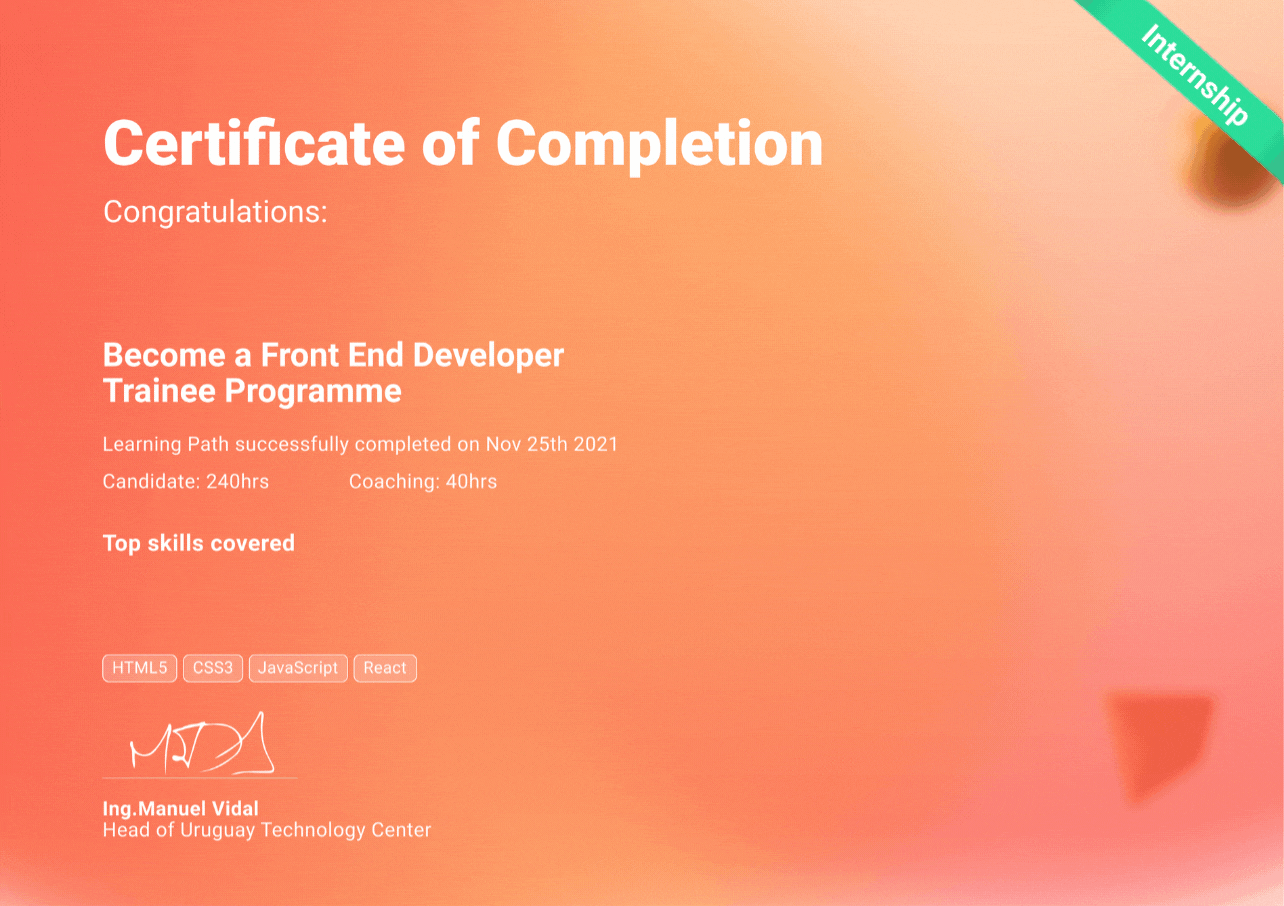 Internship
Certificate of Completion
Congratulations:
Become a Front End Developer
Trainee Programme
Learning Path successfully completed on Nov 25th 2021
Candidate: 240hrs Coaching: 40hrs
Top skills covered
HTML5 CSS3 JavaScript React
Ing.Manuel Vidal
Head of Uruguay Technology Center